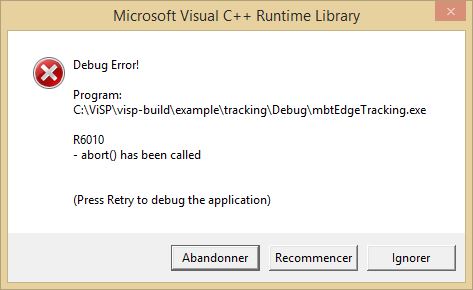 Microsoft Visual C++ Runtime Library
Debug Error!
Program:
C:\ViSP\visp-build\example\tracking\Debug\mbtEdgeTracking.exe
R6010
- abort() has been called
(Press Retry to debug the application)
Abandonner Recommencer Ignorer